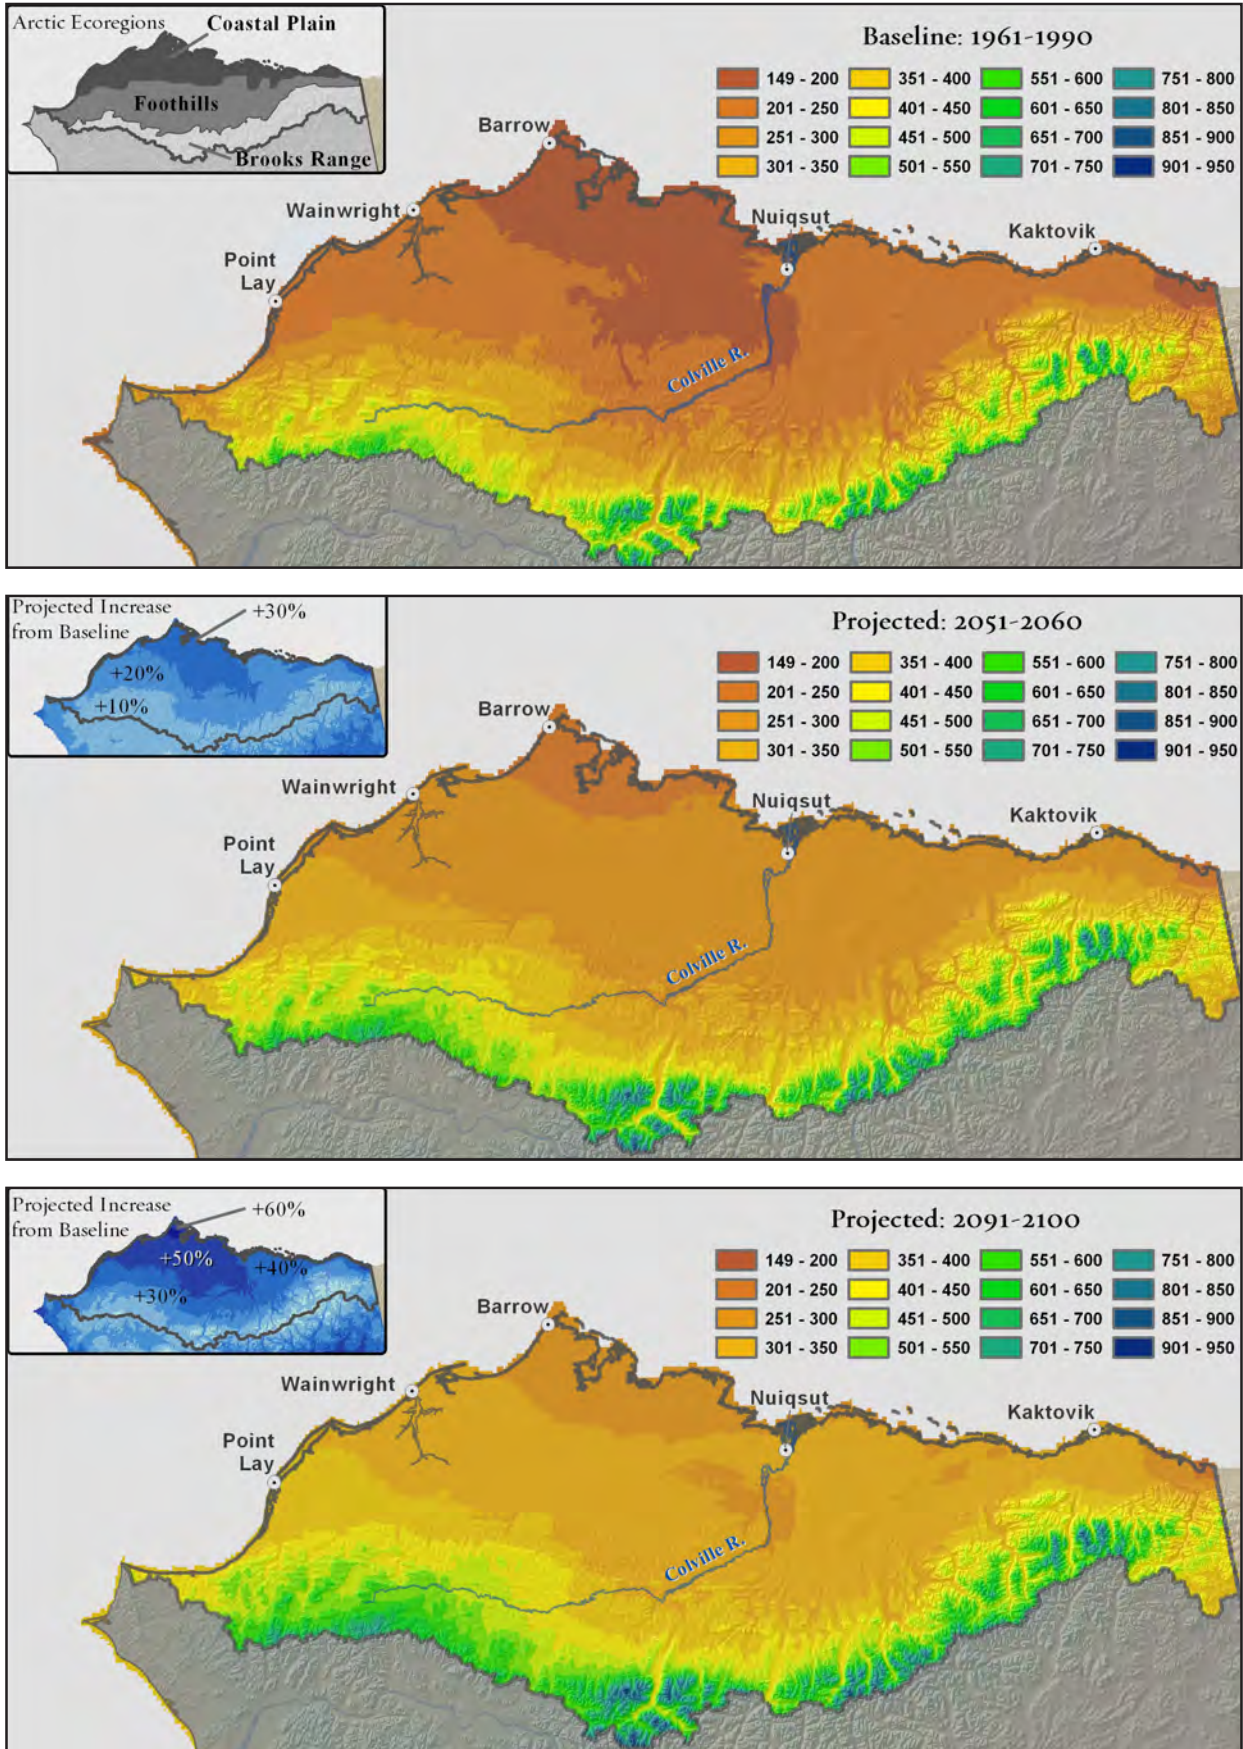 Arctic Ecoregions
Coastal Plain
Foothills
Brooks Range
Baseline: 1961-1990
149 - 200
351 - 400
551 - 600
751 - 800
201 - 250
401 - 450
601 - 650
801 - 850
251 - 300
451 - 500
651 - 700
851 - 900
301 - 350
501 - 550
701 - 750
901 - 950
Barrow
Wainwright
Nuiqsut
Kaktovik
Point
Lay
Colville R.
Projected Increase
from Baseline
+30%
+20%
+10%
Projected: 2051-2060
149 - 200
351 - 400
551 - 600
751 - 800
201 - 250
401 - 450
601 - 650
801 - 850
251 - 300
451 - 500
651 - 700
851 - 900
301 - 350
501 - 550
701 - 750
901 - 950
Barrow
Wainwright
Nuiqsut
Kaktovik
Point
Lay
Colville R.
Projected Increase
from Baseline
+60%
+50%
+40%
+30%
Projected: 2091-2100
149 - 200
351 - 400
551 - 600
751 - 800
201 - 250
401 - 450
601 - 650
801 - 850
251 - 300
451 - 500
651 - 700
851 - 900
301 - 350
501 - 550
701 - 750
901 - 950
Barrow
Wainwright
Nuiqsut
Kaktovik
Point
Lay
Colville R.